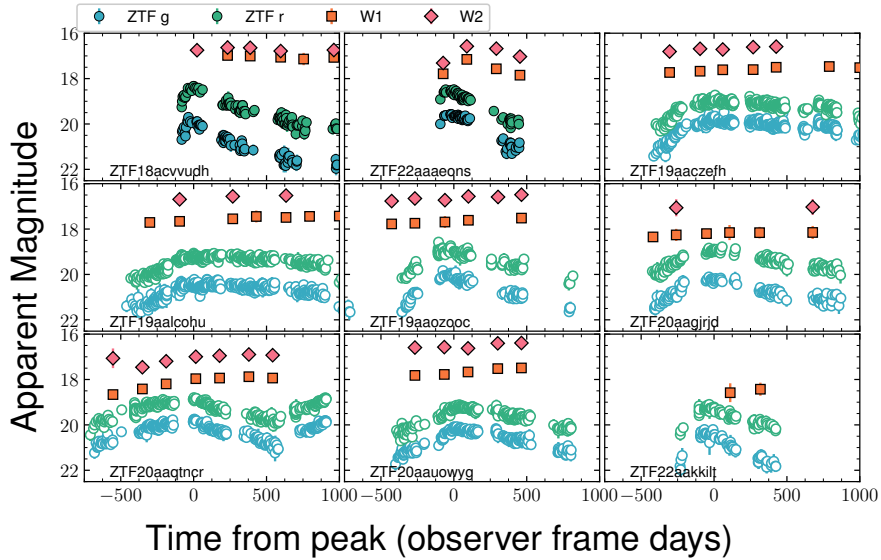 ZTF g ZTF r W1 W2
16
18
20
22
ZTF18acvvudh ZTF22aaaeqns ZTF19aaczefh
16
18
20
22
ZTF19aalcohu ZTF19aaozooc ZTF20aagjrjd
16
18
20
22
ZTF20aaqtncr ZTF20aauowyg ZTF22aakkilt
−500 0 500 1000 −500 0 500 1000 −500 0 500 1000
Apparent Magnitude
Time from peak (observer frame days)